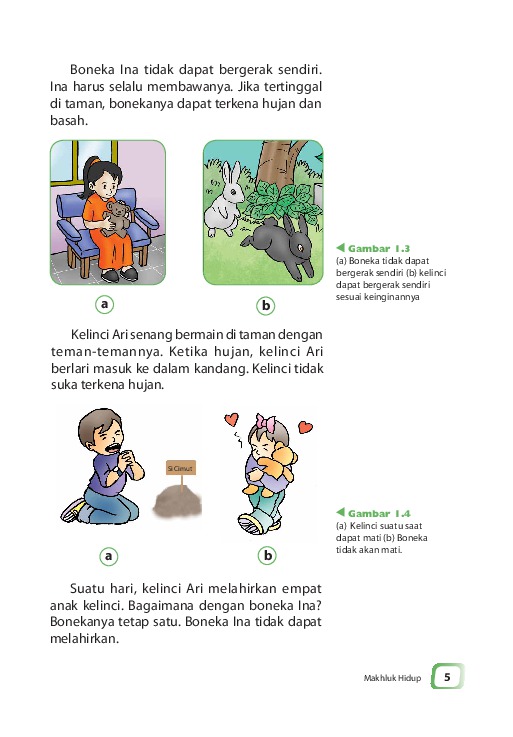 Boneka Ina tidak dapat bergerak sendiri.
Ina harus selalu membawanya. Jika tertinggal
di taman, bonekanya dapat terkena hujan dan
basah.
Gambar 1.3
(a) Boneka tidak dapat
bergerak sendiri (b) kelinci
dapat bergerak sendiri
sesuai keinginannya
a
b
Kelinci Ari senang bermain di taman dengan
teman-temannya. Ketika hujan, kelinci Ari
berlari masuk ke dalam kandang. Kelinci tidak
suka terkena hujan.
Si Cimut
Gambar 1.4
(a) Kelinci suatu saat
dapat mati (b) Boneka
tidak akan mati.
a
b
Suatu hari, kelinci Ari melahirkan empat
anak kelinci. Bagaimana dengan boneka Ina?
Bonekanya tetap satu. Boneka Ina tidak dapat
melahirkan.
Makhluk Hidup 5